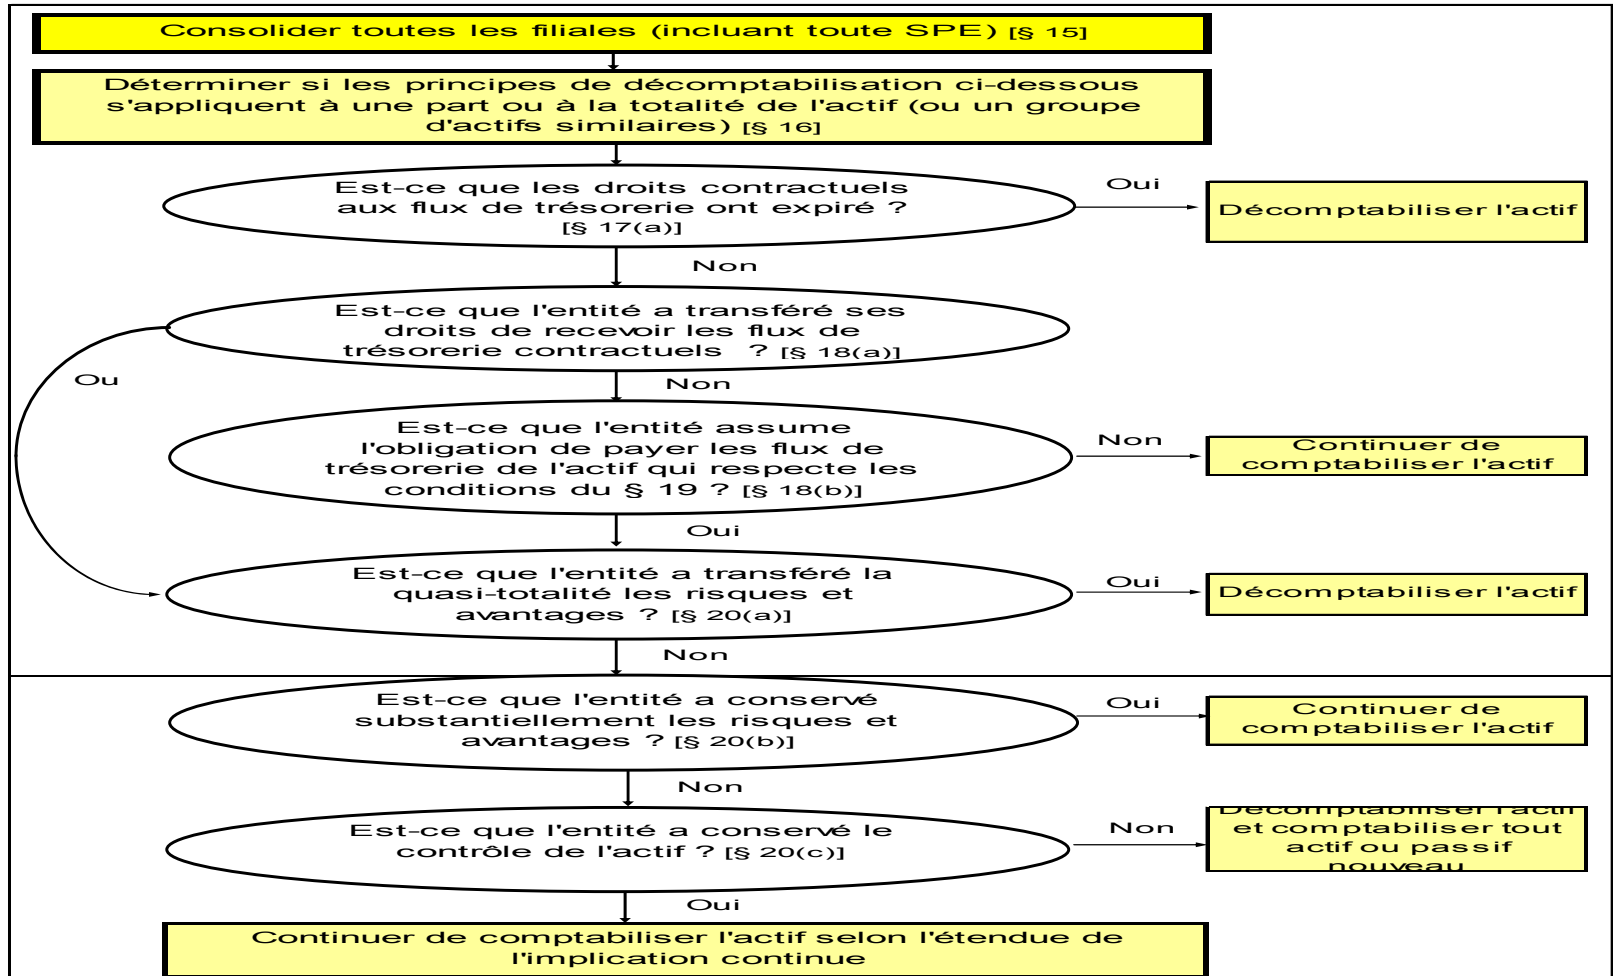 Consolider toutes les filiales (incluant toute SPE) [§ 15]
Déterminer si les principes de décomptabilisation ci-dessous
s'appliquent à une part ou à la totalité de l'actif (ou un groupe
d'actifs similaires) [§ 16]
Est-ce que les droits contractuels
aux flux de trésorerie ont expiré ?
[§ 17(a)]
Oui
Décomptabiliser l'actif
Non
Est-ce que l'entité a transféré ses
droits de recevoir les flux de
trésorerie contractuels ? [§ 18(a)]
Ou
Non
Est-ce que l'entité assume
l'obligation de payer les flux de
trésorerie de l'actif qui respecte les
conditions du § 19 ? [§ 18(b)]
Non
Continuer de
comptabiliser l'actif
Oui
Est-ce que l'entité a transféré la
quasi-totalité les risques et
avantages ? [§ 20(a)]
Oui
Décomptabiliser l'actif
Non
Est-ce que l'entité a conservé
substantiellement les risques et
avantages ? [§ 20(b)]
Oui
Continuer de
comptabiliser l'actif
Non
Est-ce que l'entité a conservé le
contrôle de l'actif ? [§ 20(c)]
Non
Décomptabiliser l'actif
et comptabiliser tout
actif ou passif
nouveau
Oui
Continuer de comptabiliser l'actif selon l'étendue de
l'implication continue